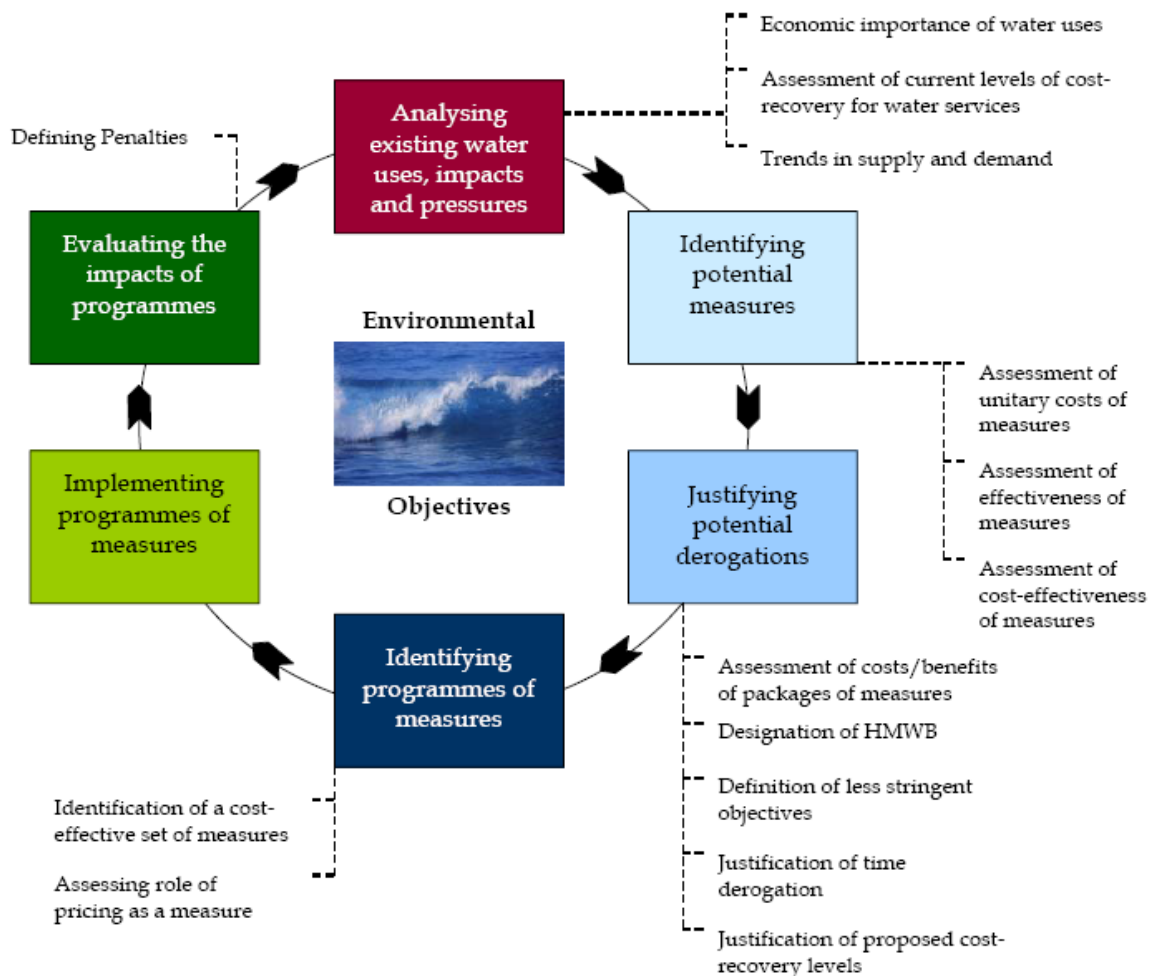 Economic importance of water uses
Assessment of current levels of cost-
recovery for water services
Trends in supply and demand
Analysing
existing water
uses, impacts
and pressures
Defining Penalties
Evaluating the
impacts of
programmes
Identifying
potential
measures
Environmental
Objectives
Assessment of
unitary costs of
measures
Assessment of
effectiveness of
measures
Assessment of
cost-effectiveness
of measures
Implementing
programmes of
measures
Justifying
potential
derogations
Identifying
programmes of
measures
Assessment of costs/benefits
of packages of measures
Designation of HMWB
Definition of less stringent
objectives
Justification of time
derogation
Justification of proposed cost-
recovery levels
Identification of a cost-
effective set of measures
Assessing role of
pricing as a measure